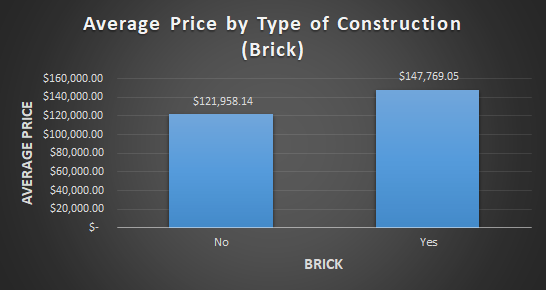 Average Price by Type of Construction
(Brick)
AVERAGE PRICE
$160,000.00
$140,000.00
$120,000.00
$100,000.00
$80,000.00
$60,000.00
$40,000.00
$20,000.00
$-
$121,958.14
$147,769.05
No
Yes
BRICK